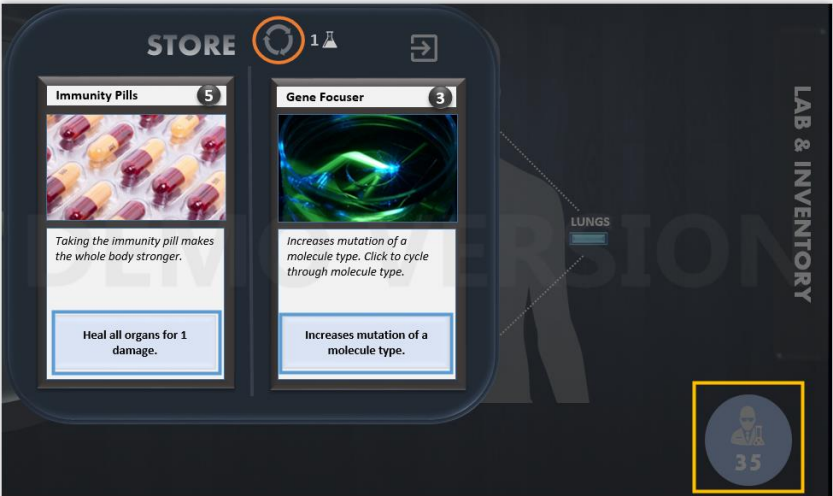 STORE
1
Immunity Pills
5
Taking the immunity pill makes
the whole body stronger.
Heal all organs for 1
damage.
Gene Focuser
3
Increases mutation of a
molecule type. Click to cycle
through molecule type.
Increases mutation of a
molecule type.
LUNGS
DEMO VERSION
LAB & INVENTORY
35